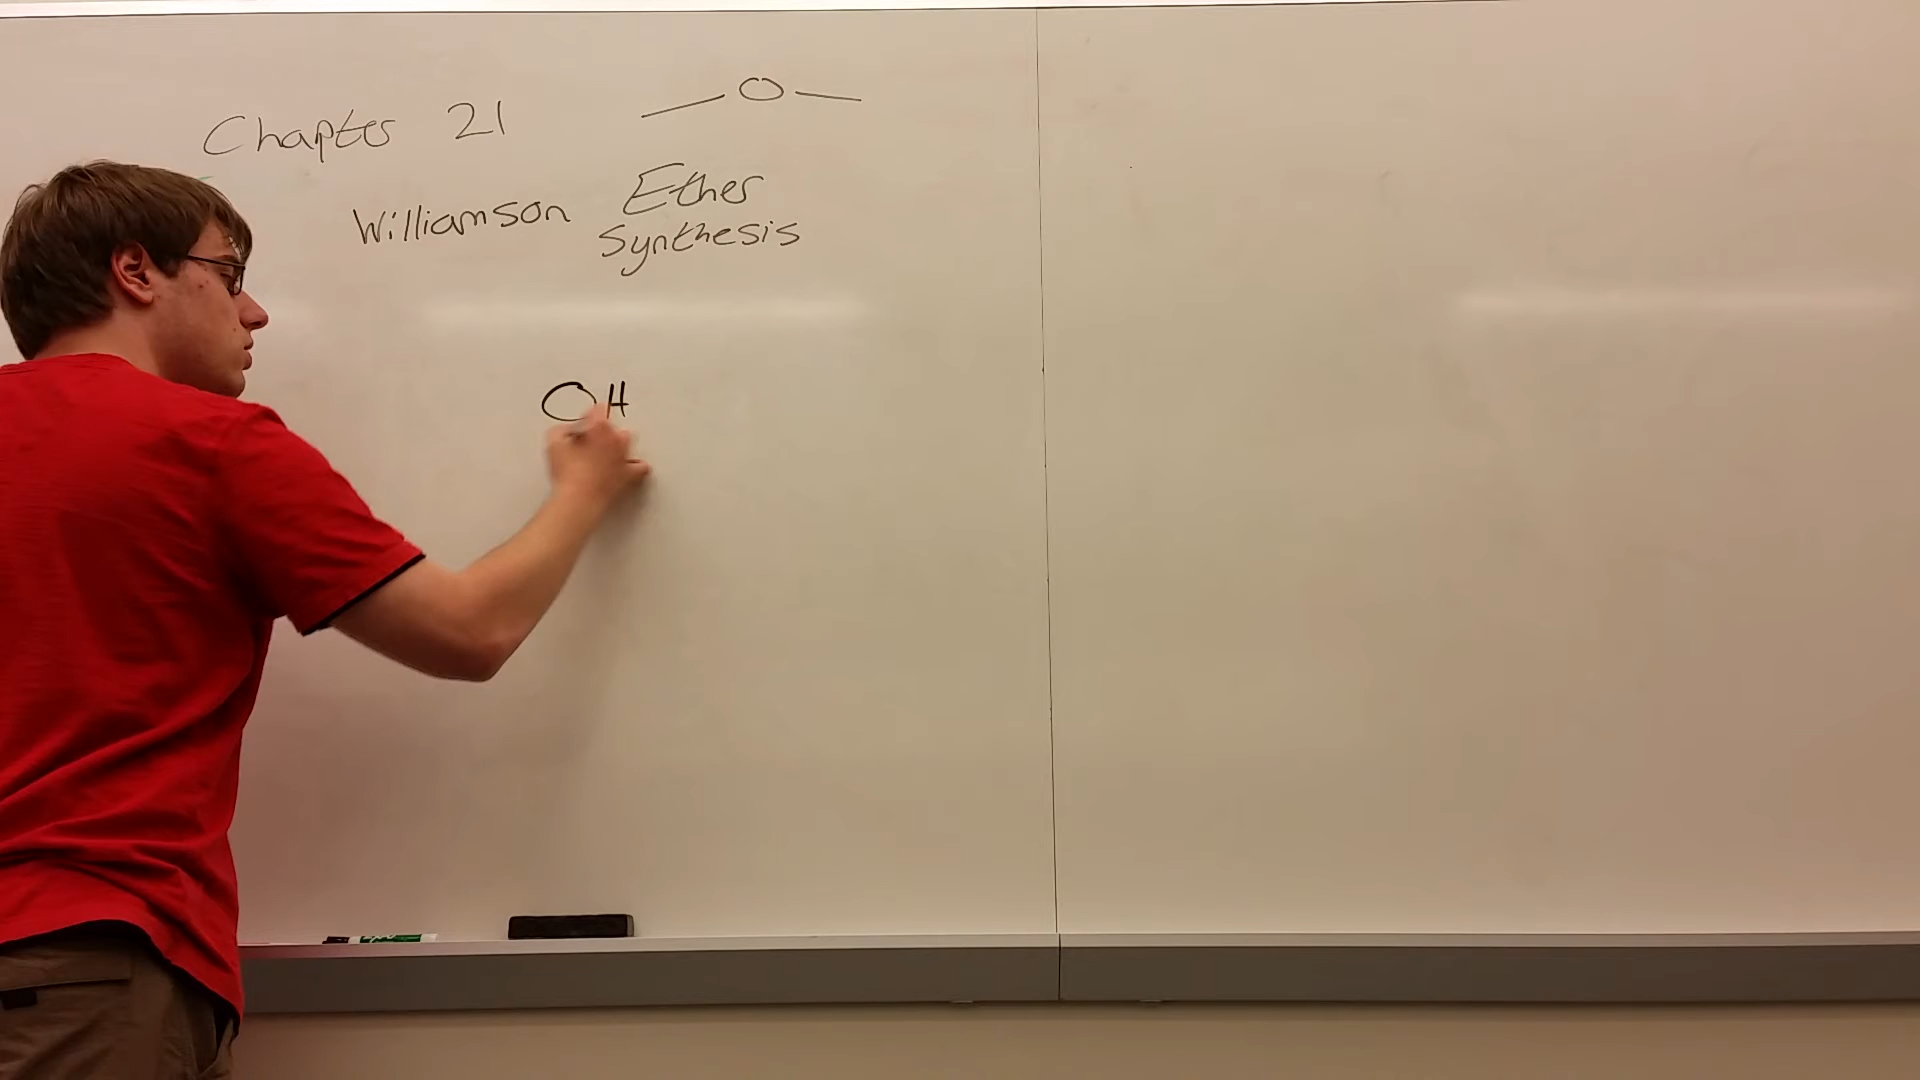 Chapter 21
O
Williamson Ether
Synthesis
OH